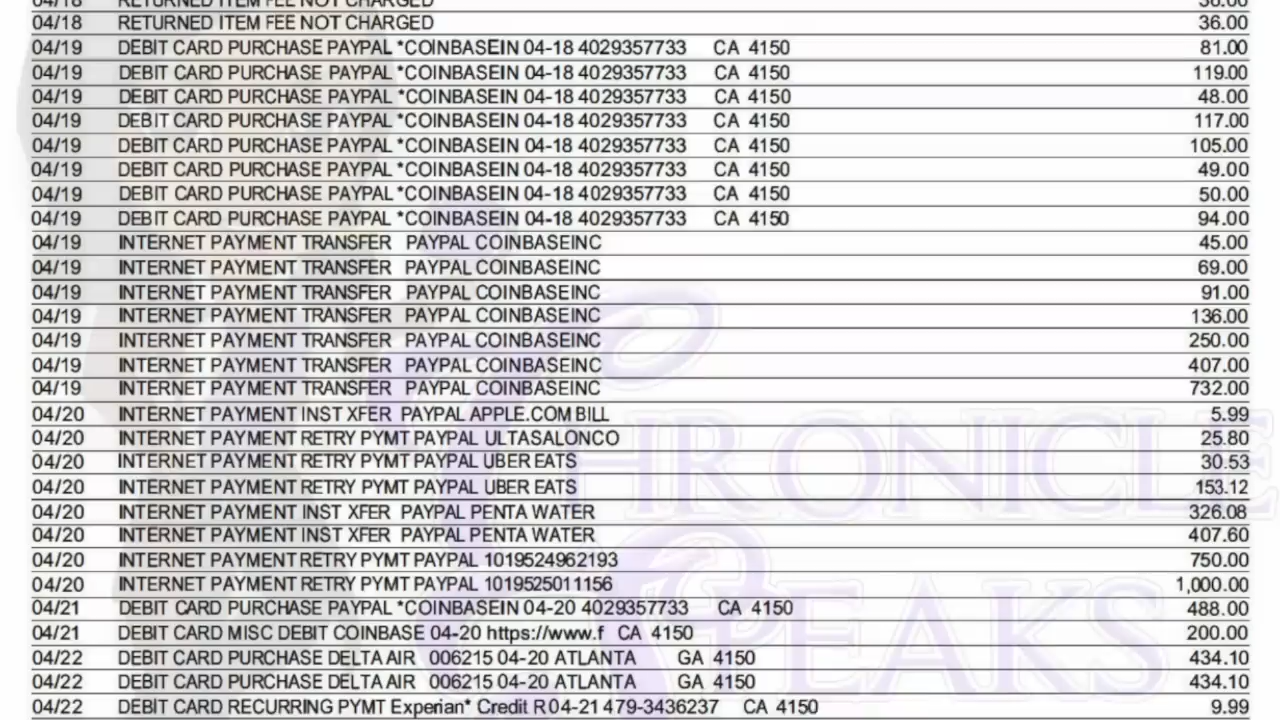 04/18 RETURNED ITEM FEE NOT CHARGED 36.00
04/18 RETURNED ITEM FEE NOT CHARGED 36.00
04/19 DEBIT CARD PURCHASE PAYPAL *COINBASEIN 04-18 4029357733 CA 4150 81.00
04/19 DEBIT CARD PURCHASE PAYPAL *COINBASEIN 04-18 4029357733 CA 4150 119.00
04/19 DEBIT CARD PURCHASE PAYPAL *COINBASEIN 04-18 4029357733 CA 4150 48.00
04/19 DEBIT CARD PURCHASE PAYPAL *COINBASEIN 04-18 4029357733 CA 4150 117.00
04/19 DEBIT CARD PURCHASE PAYPAL *COINBASEIN 04-18 4029357733 CA 4150 105.00
04/19 DEBIT CARD PURCHASE PAYPAL *COINBASEIN 04-18 4029357733 CA 4150 49.00
04/19 DEBIT CARD PURCHASE PAYPAL *COINBASEIN 04-18 4029357733 CA 4150 50.00
04/19 DEBIT CARD PURCHASE PAYPAL *COINBASEIN 04-18 4029357733 CA 4150 94.00
04/19 INTERNET PAYMENT TRANSFER PAYPAL COINBASEINC 45.00
04/19 INTERNET PAYMENT TRANSFER PAYPAL COINBASEINC 69.00
04/19 INTERNET PAYMENT TRANSFER PAYPAL COINBASEINC 91.00
04/19 INTERNET PAYMENT TRANSFER PAYPAL COINBASEINC 136.00
04/19 INTERNET PAYMENT TRANSFER PAYPAL COINBASEINC 250.00
04/19 INTERNET PAYMENT TRANSFER PAYPAL COINBASEINC 407.00
04/19 INTERNET PAYMENT TRANSFER PAYPAL COINBASEINC 732.00
04/20 INTERNET PAYMENT INST XFER PAYPAL APPLE.COM BILL 5.99
04/20 INTERNET PAYMENT RETRY PYMT PAYPAL ULTASALONCO 25.80
04/20 INTERNET PAYMENT RETRY PYMT PAYPAL UBER EATS 30.53
04/20 INTERNET PAYMENT RETRY PYMT PAYPAL UBER EATS 153.12
04/20 INTERNET PAYMENT INST XFER PAYPAL PENTA WATER 326.08
04/20 INTERNET PAYMENT INST XFER PAYPAL PENTA WATER 407.60
04/20 INTERNET PAYMENT RETRY PYMT PAYPAL 1019524962193 750.00
04/20 INTERNET PAYMENT RETRY PYMT PAYPAL 1019525011156 1,000.00
04/21 DEBIT CARD PURCHASE PAYPAL *COINBASEIN 04-20 4029357733 CA 4150 488.00
04/21 DEBIT CARD MISC DEBIT COINBASE 04-20 https://www.f CA 4150 200.00
04/22 DEBIT CARD PURCHASE DELTA AIR 006215 04-20 ATLANTA GA 4150 434.10
04/22 DEBIT CARD PURCHASE DELTA AIR 006215 04-20 ATLANTA GA 4150 434.10
04/22 DEBIT CARD RECURRING PYMT Experian* Credit R 04-21 479-3436237 CA 4150 9.99
CHRONICLE
SPEAKS